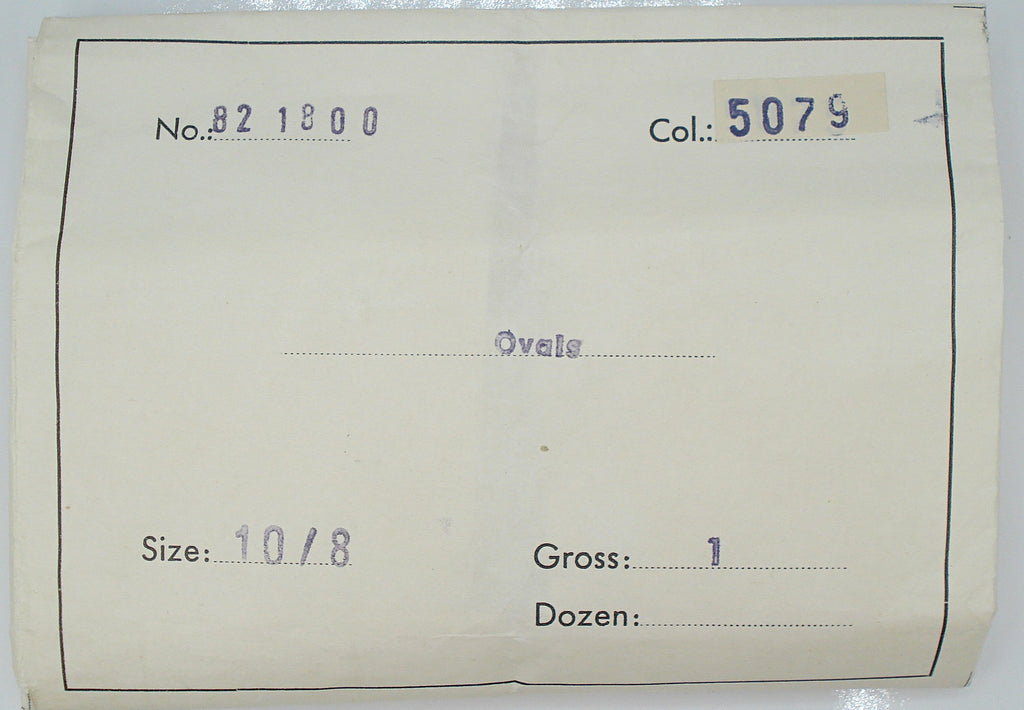 No.: 82 1800 Col.: 5079
Ovals
Size: 10/8 Gross: 1
Dozen: